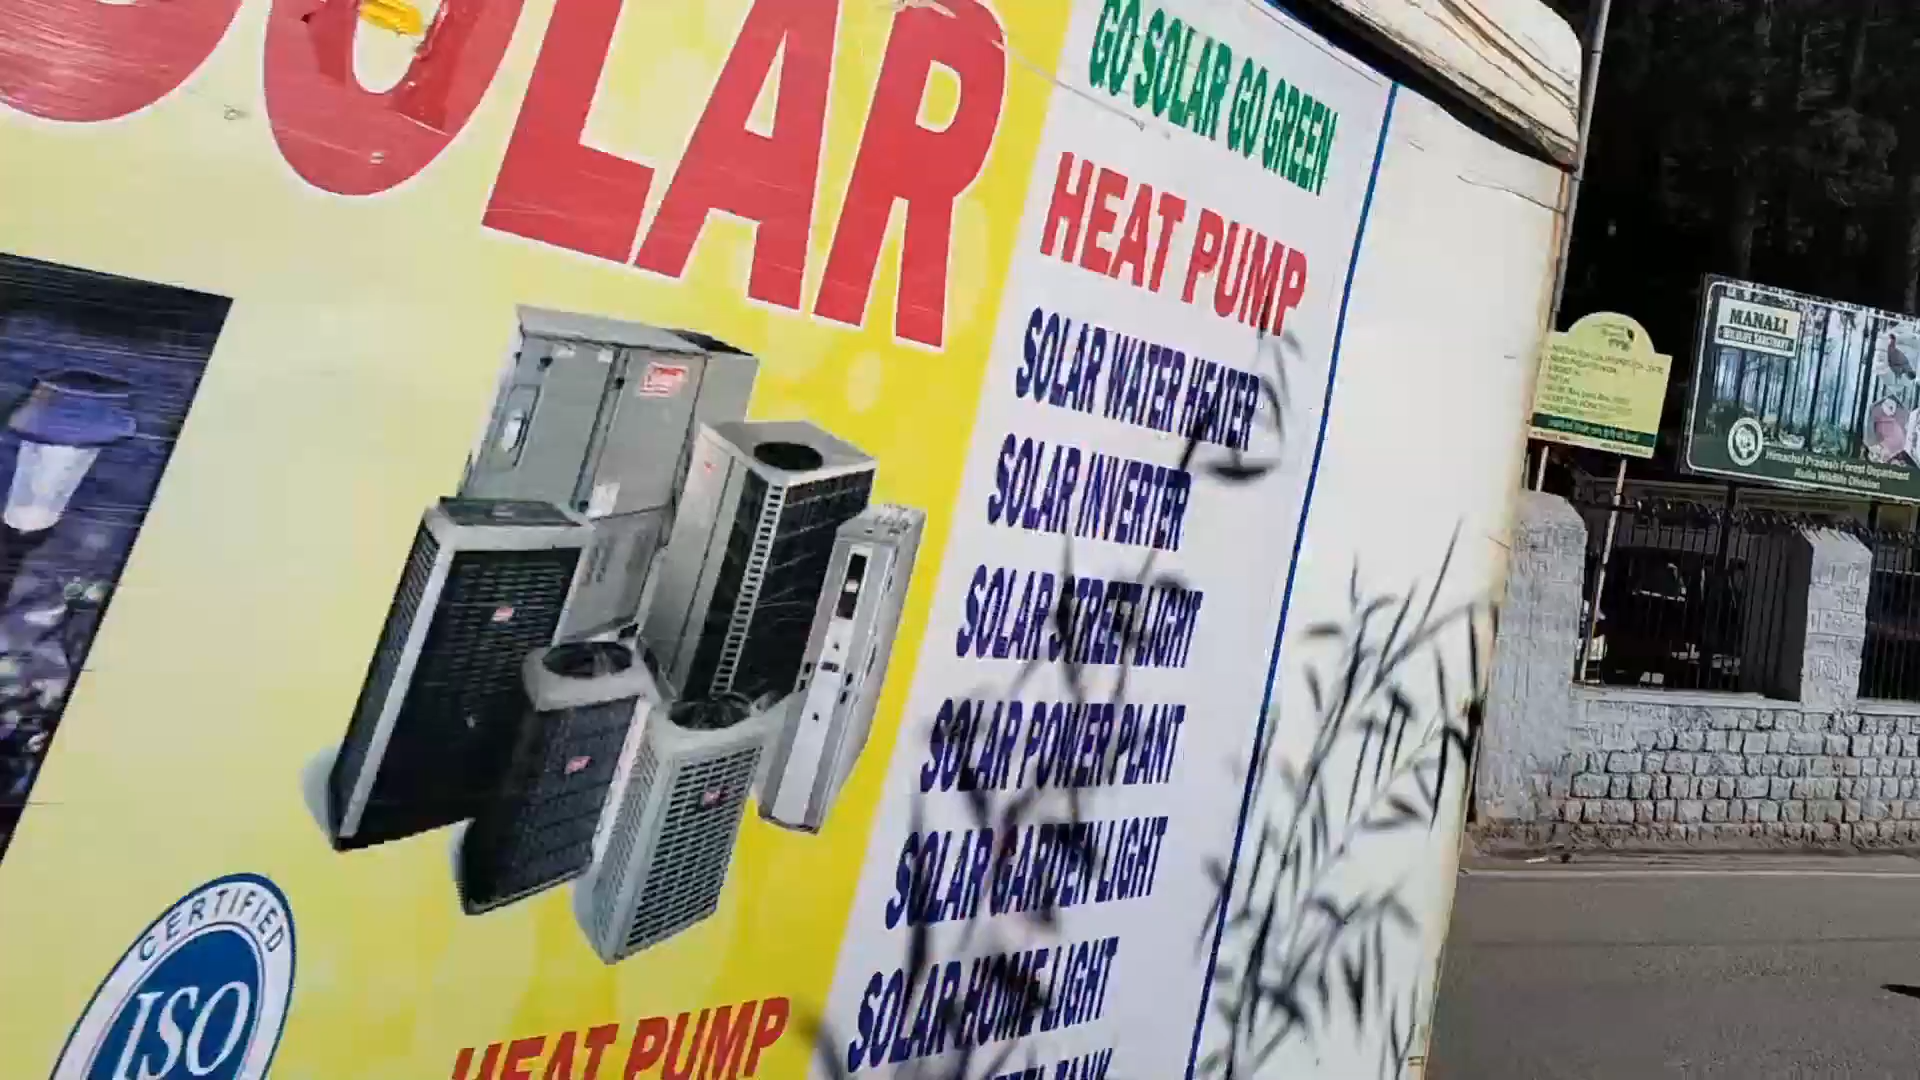 SOLAR
GO SOLAR GO GREEN
HEAT PUMP
SOLAR WATER HEATER
SOLAR INVERTER
SOLAR STREET LIGHT
SOLAR POWER PLANT
SOLAR GARDEN LIGHT
SOLAR HOME LIGHT
TANK
CERTIFIED
ISO
HEAT PUMP
MANALI
WILDLIFE SANCTUARY
Himachal Pradesh Forest Department
Wildlife Division